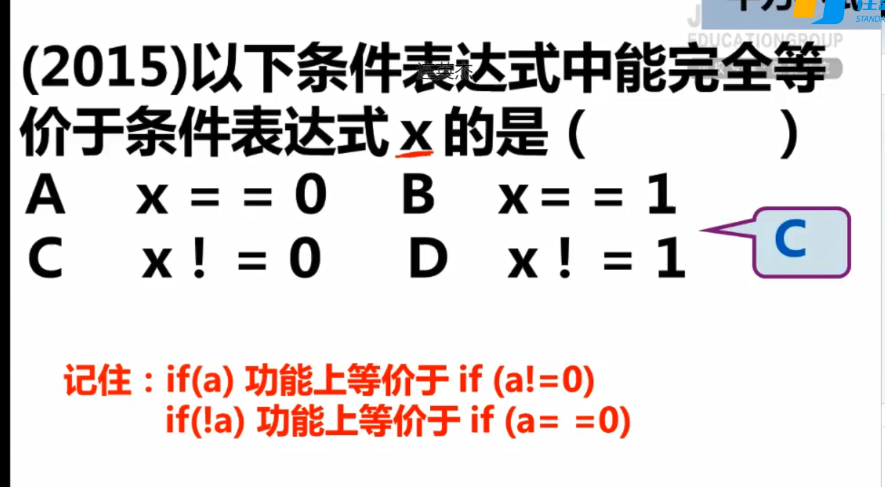 EDUCATIONGROUP
(2015)以下条件表达式中能完全等
价于条件表达式 x 的是 ( )
A x = = 0 B x = = 1
C x ! = 0 D x ! = 1
C
记住：if(a) 功能上等价于 if (a!=0)
if(!a) 功能上等价于 if (a= =0)